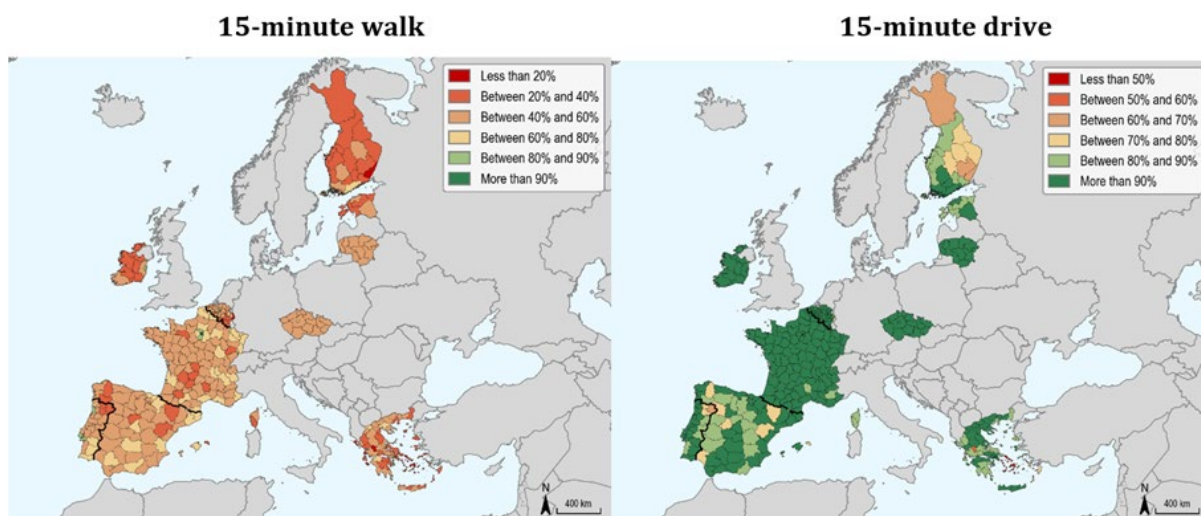 15-minute walk
Less than 20%
Between 20% and 40%
Between 40% and 60%
Between 60% and 80%
Between 80% and 90%
More than 90%
N
400 km
15-minute drive
Less than 50%
Between 50% and 60%
Between 60% and 70%
Between 70% and 80%
Between 80% and 90%
More than 90%
N
400 km